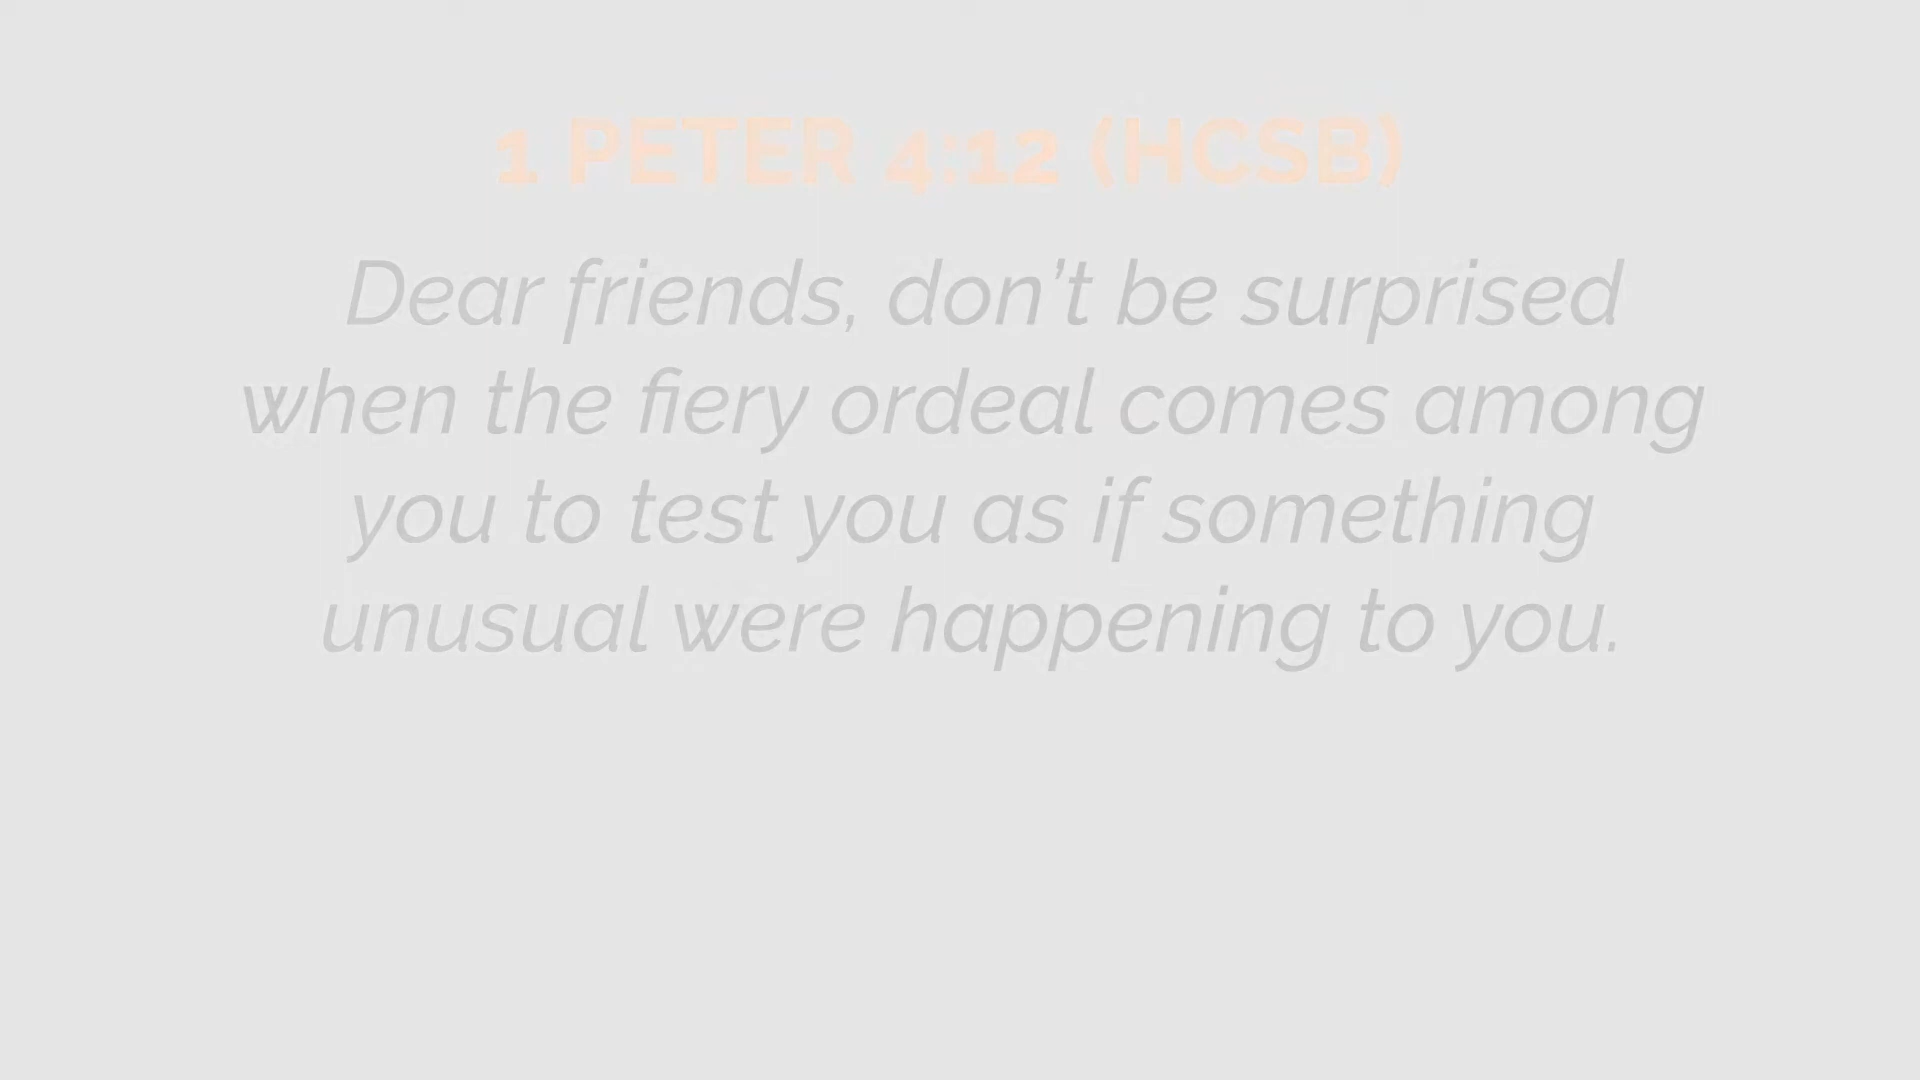 1 PETER 4:12 (HCSB)
Dear friends, don’t be surprised
when the fiery ordeal comes among
you to test you as if something
unusual were happening to you.